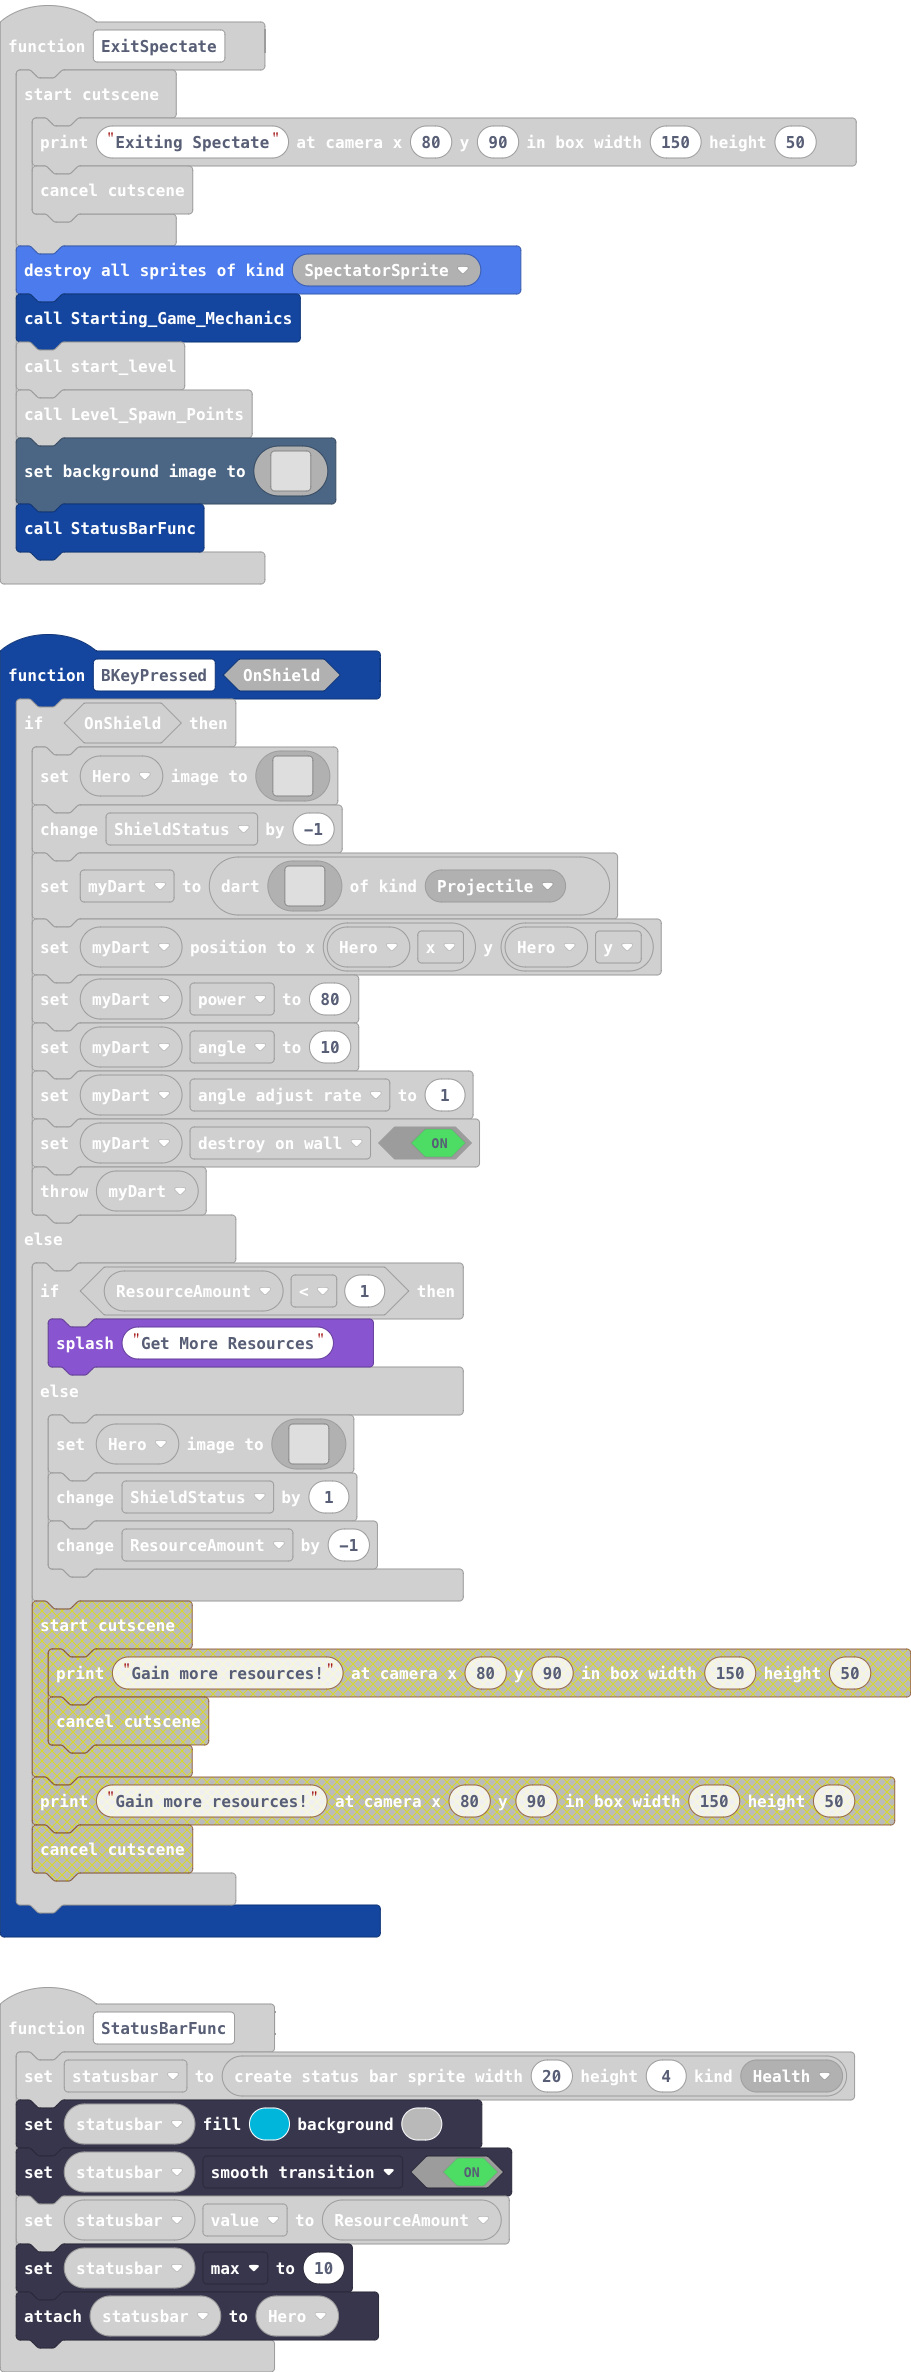 function ExitSpectate
start cutscene
print "Exiting Spectate" at camera x 80 y 90 in box width 150 height 50
cancel cutscene
destroy all sprites of kind SpectatorSprite
call Starting_Game_Mechanics
call start_level
call Level_Spawn_Points
set background image to
call StatusBarFunc
function BKeyPressed OnShield
if OnShield then
set Hero image to
change ShieldStatus by -1
set myDart to dart of kind Projectile
set myDart position to x Hero x y Hero y
set myDart power to 80
set myDart angle to 10
set myDart angle adjust rate to 1
set myDart destroy on wall ON
throw myDart
else
if ResourceAmount < 1 then
splash "Get More Resources"
else
set Hero image to
change ShieldStatus by 1
change ResourceAmount by -1
start cutscene
print "Gain more resources!" at camera x 80 y 90 in box width 150 height 50
cancel cutscene
print "Gain more resources!" at camera x 80 y 90 in box width 150 height 50
cancel cutscene
function StatusBarFunc
set statusbar to create status bar sprite width 20 height 4 kind Health
set statusbar fill background
set statusbar smooth transition ON
set statusbar value to ResourceAmount
set statusbar max to 10
attach statusbar to Hero